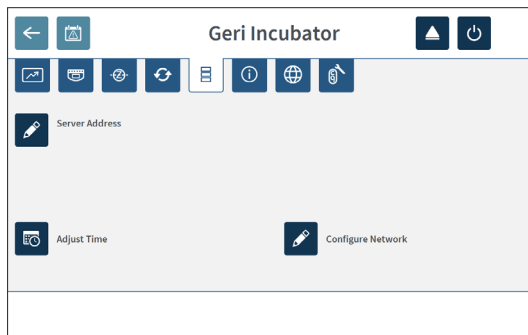 Geri Incubator
Server Address
Adjust Time
Configure Network